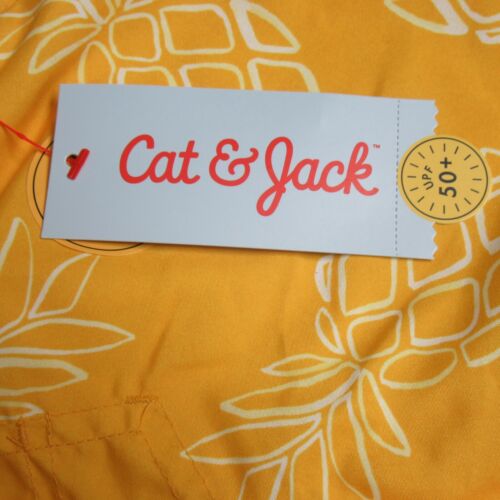 Cat & Jack™
UPF
50+